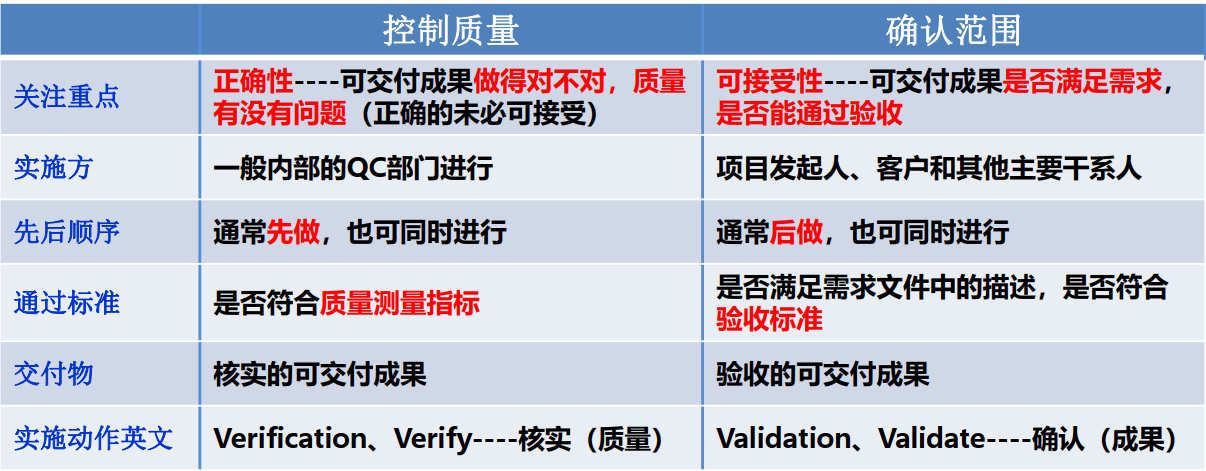 控制质量
确认范围
关注重点
正确性----可交付成果做得对不对，质量
有没有问题（正确的未必可接受）
可接受性----可交付成果是否满足需求，
是否能通过验收
实施方
一般内部的QC部门进行
项目发起人、客户和其他主要干系人
先后顺序
通常先做，也可同时进行
通常后做，也可同时进行
通过标准
是否符合质量测量指标
是否满足需求文件中的描述，是否符合
验收标准
交付物
核实的可交付成果
验收的可交付成果
实施动作英文
Verification、Verify----核实（质量）
Validation、Validate----确认（成果）